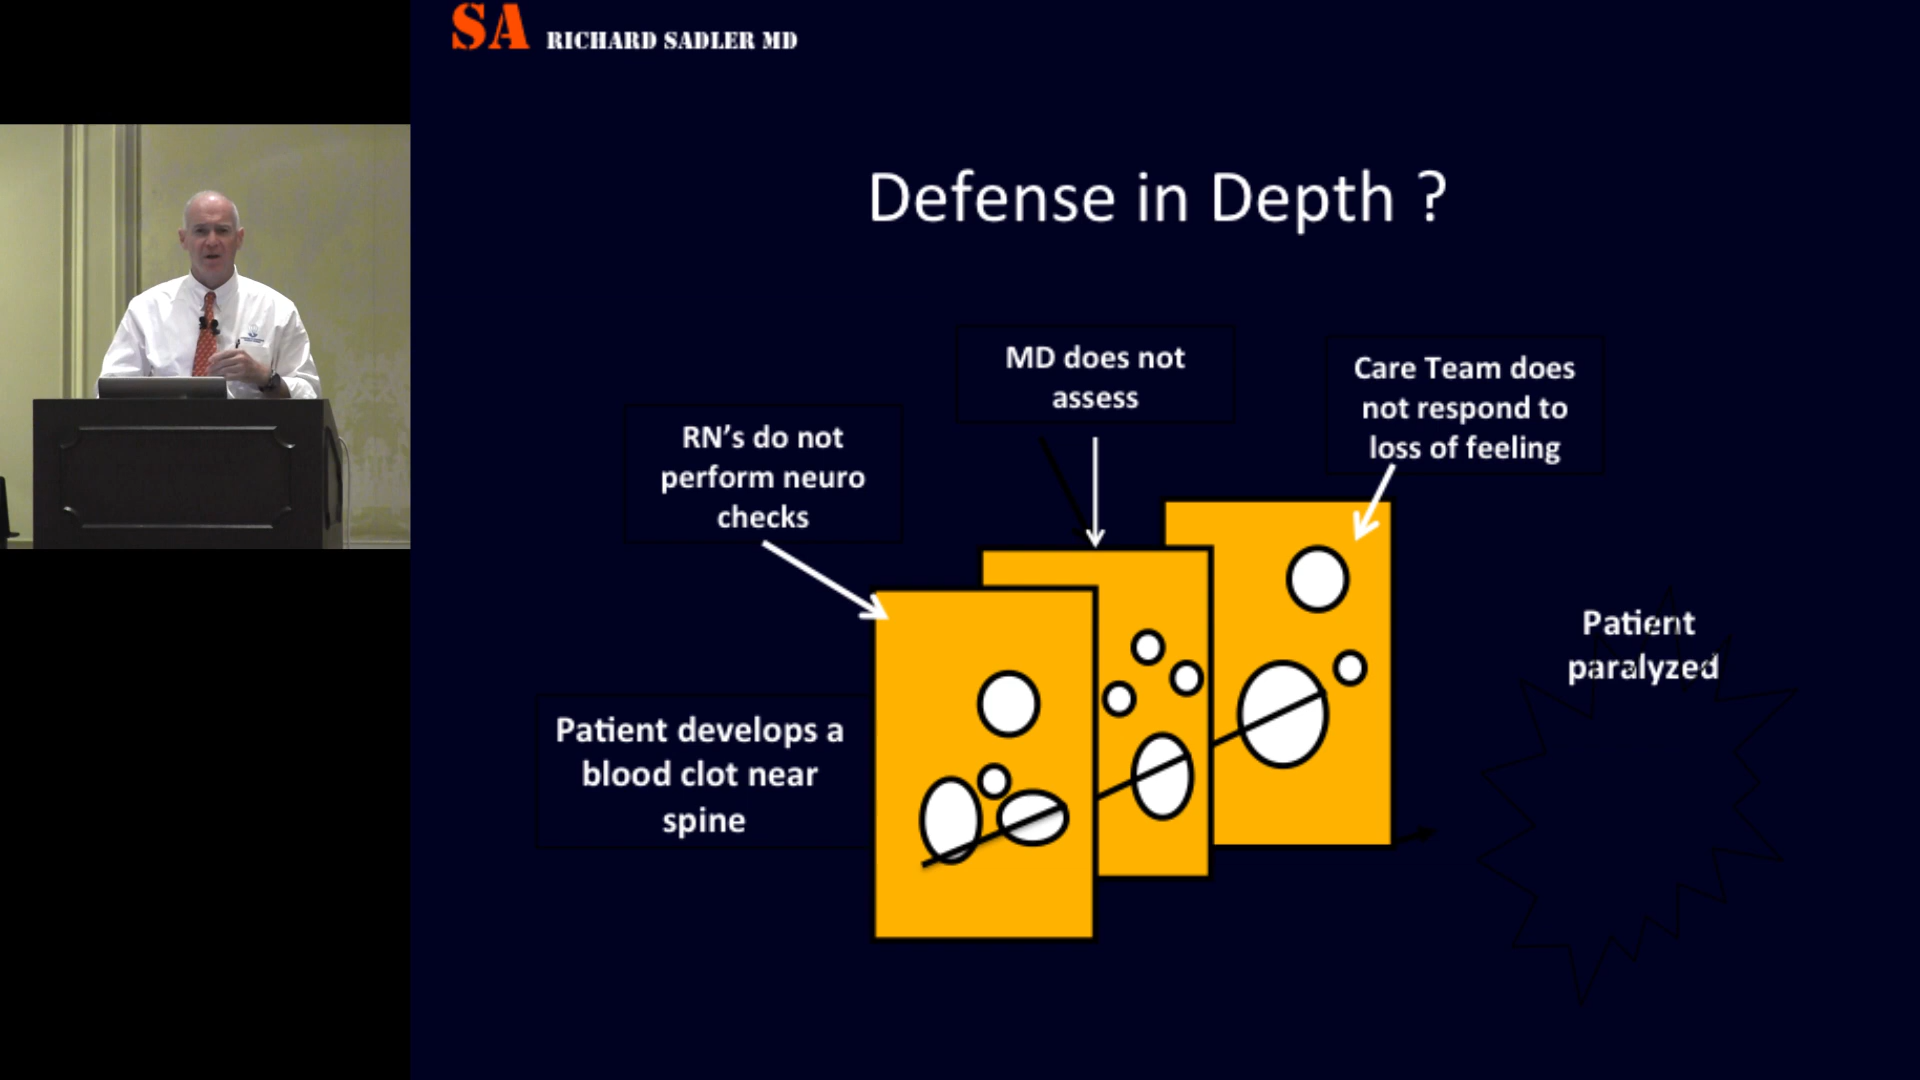 SA RICHARD SADLER MD
Defense in Depth ?
MD does not
assess
Care Team does
not respond to
loss of feeling
RN's do not
perform neuro
checks
Patient
paralyzed
Patient develops a
blood clot near
spine